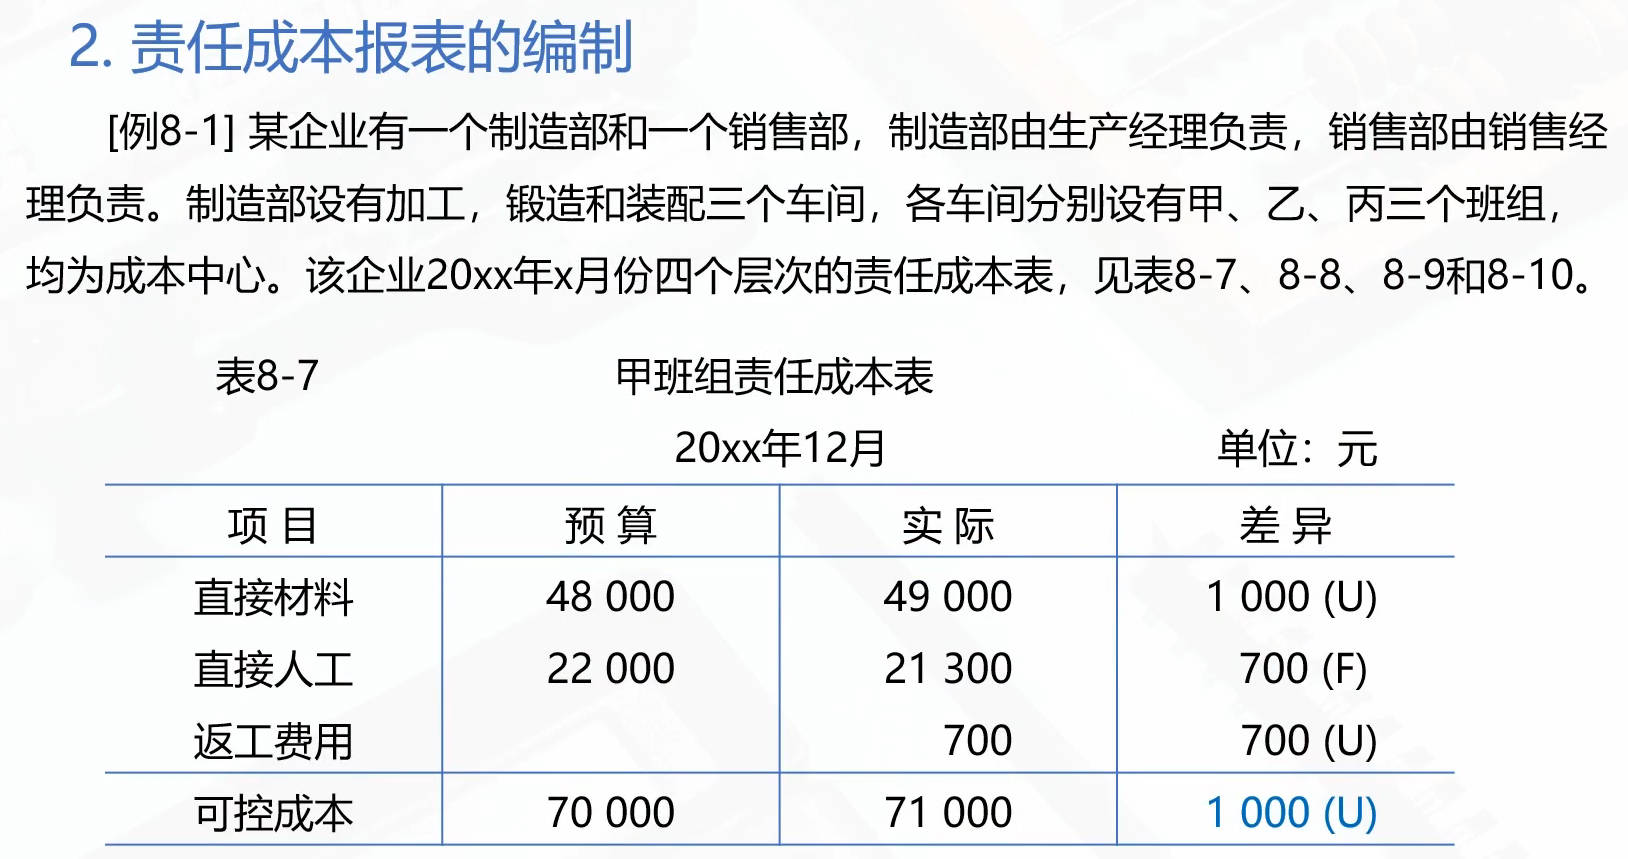 2. 责任成本报表的编制
[例8-1] 某企业有一个制造部和一个销售部，制造部由生产经理负责，销售部由销售经
理负责。制造部设有加工，锻造和装配三个车间，各车间分别设有甲、乙、丙三个班组，
均为成本中心。该企业20xx年x月份四个层次的责任成本表，见表8-7、8-8、8-9和8-10。
表8-7 甲班组责任成本表
20xx年12月 单位：元
项 目 预 算 实 际 差 异
直接材料 48 000 49 000 1 000 (U)
直接人工 22 000 21 300 700 (F)
返工费用 700 700 (U)
可控成本 70 000 71 000 1 000 (U)